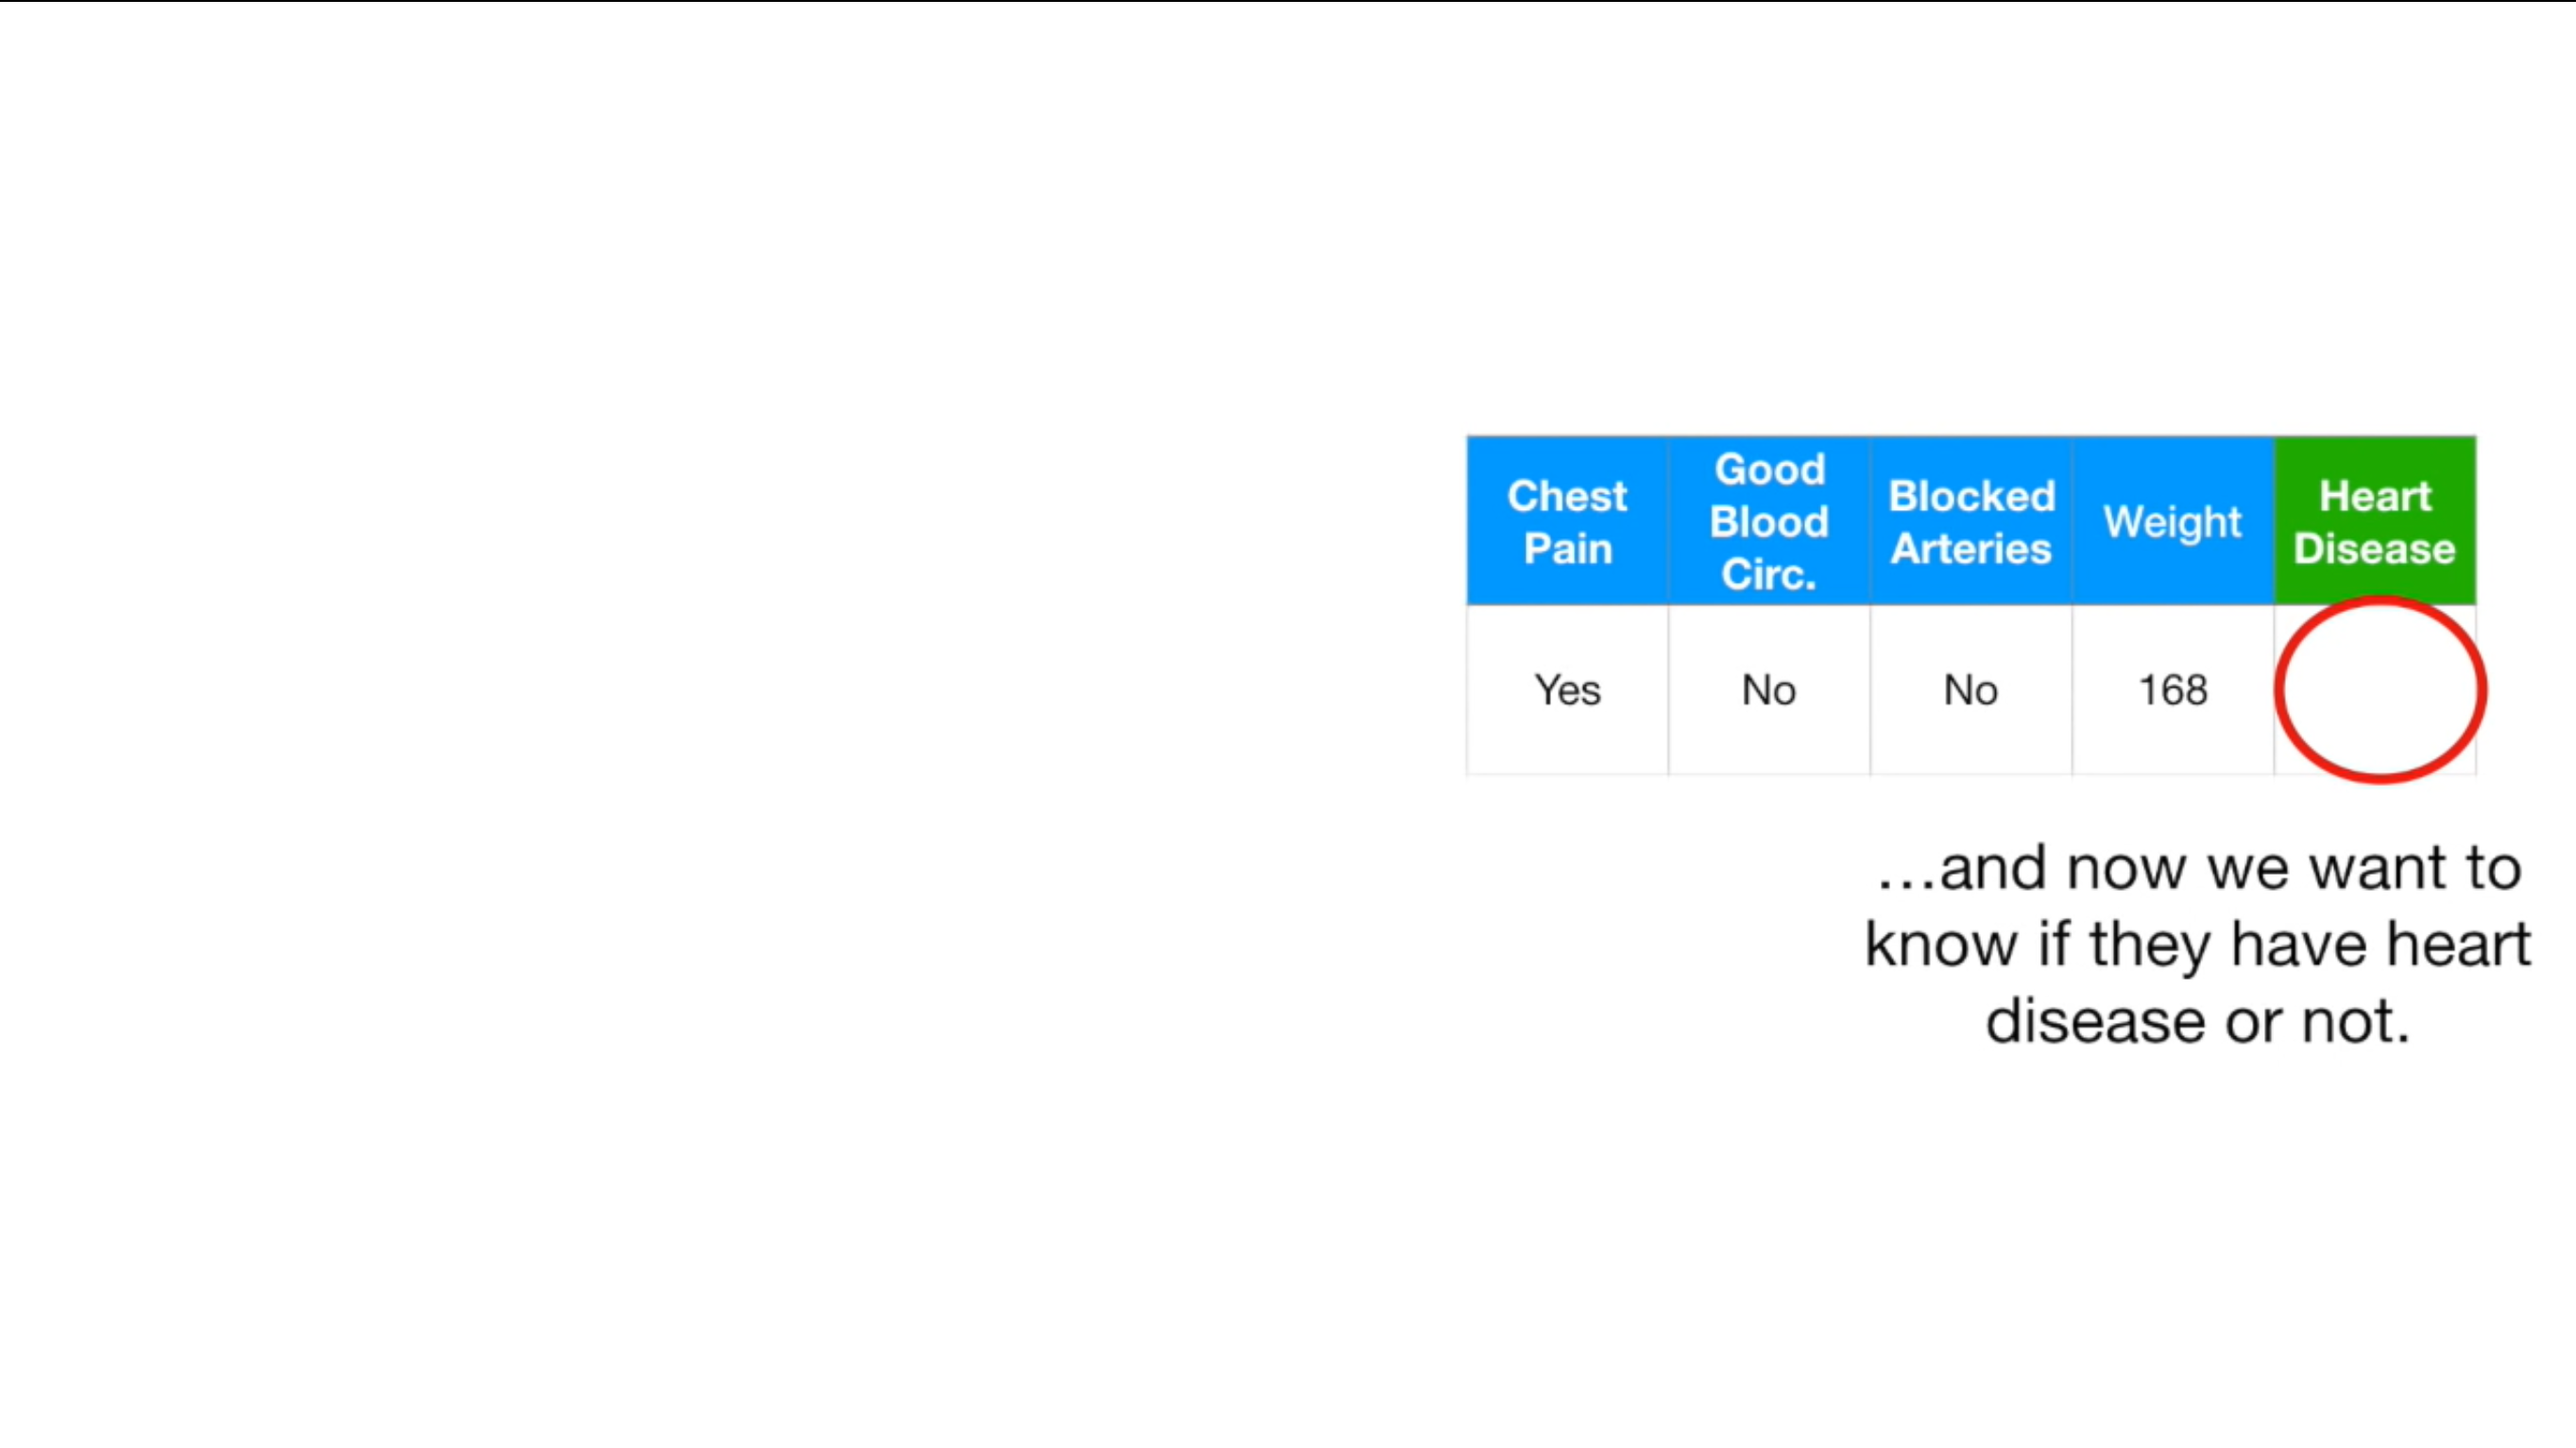 Chest Pain Good Blood Circ. Blocked Arteries Weight Heart Disease
Yes No No 168
…and now we want to
know if they have heart
disease or not.